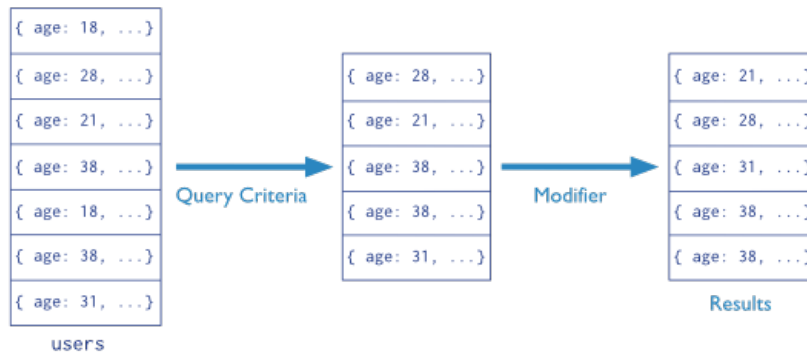 { age: 18, ...}
{ age: 28, ...}
{ age: 21, ...}
{ age: 38, ...}
{ age: 18, ...}
{ age: 38, ...}
{ age: 31, ...}
users
Query Criteria
{ age: 28, ...}
{ age: 21, ...}
{ age: 38, ...}
{ age: 38, ...}
{ age: 31, ...}
Modifier
{ age: 21, ...}
{ age: 28, ...}
{ age: 31, ...}
{ age: 38, ...}
{ age: 38, ...}
Results